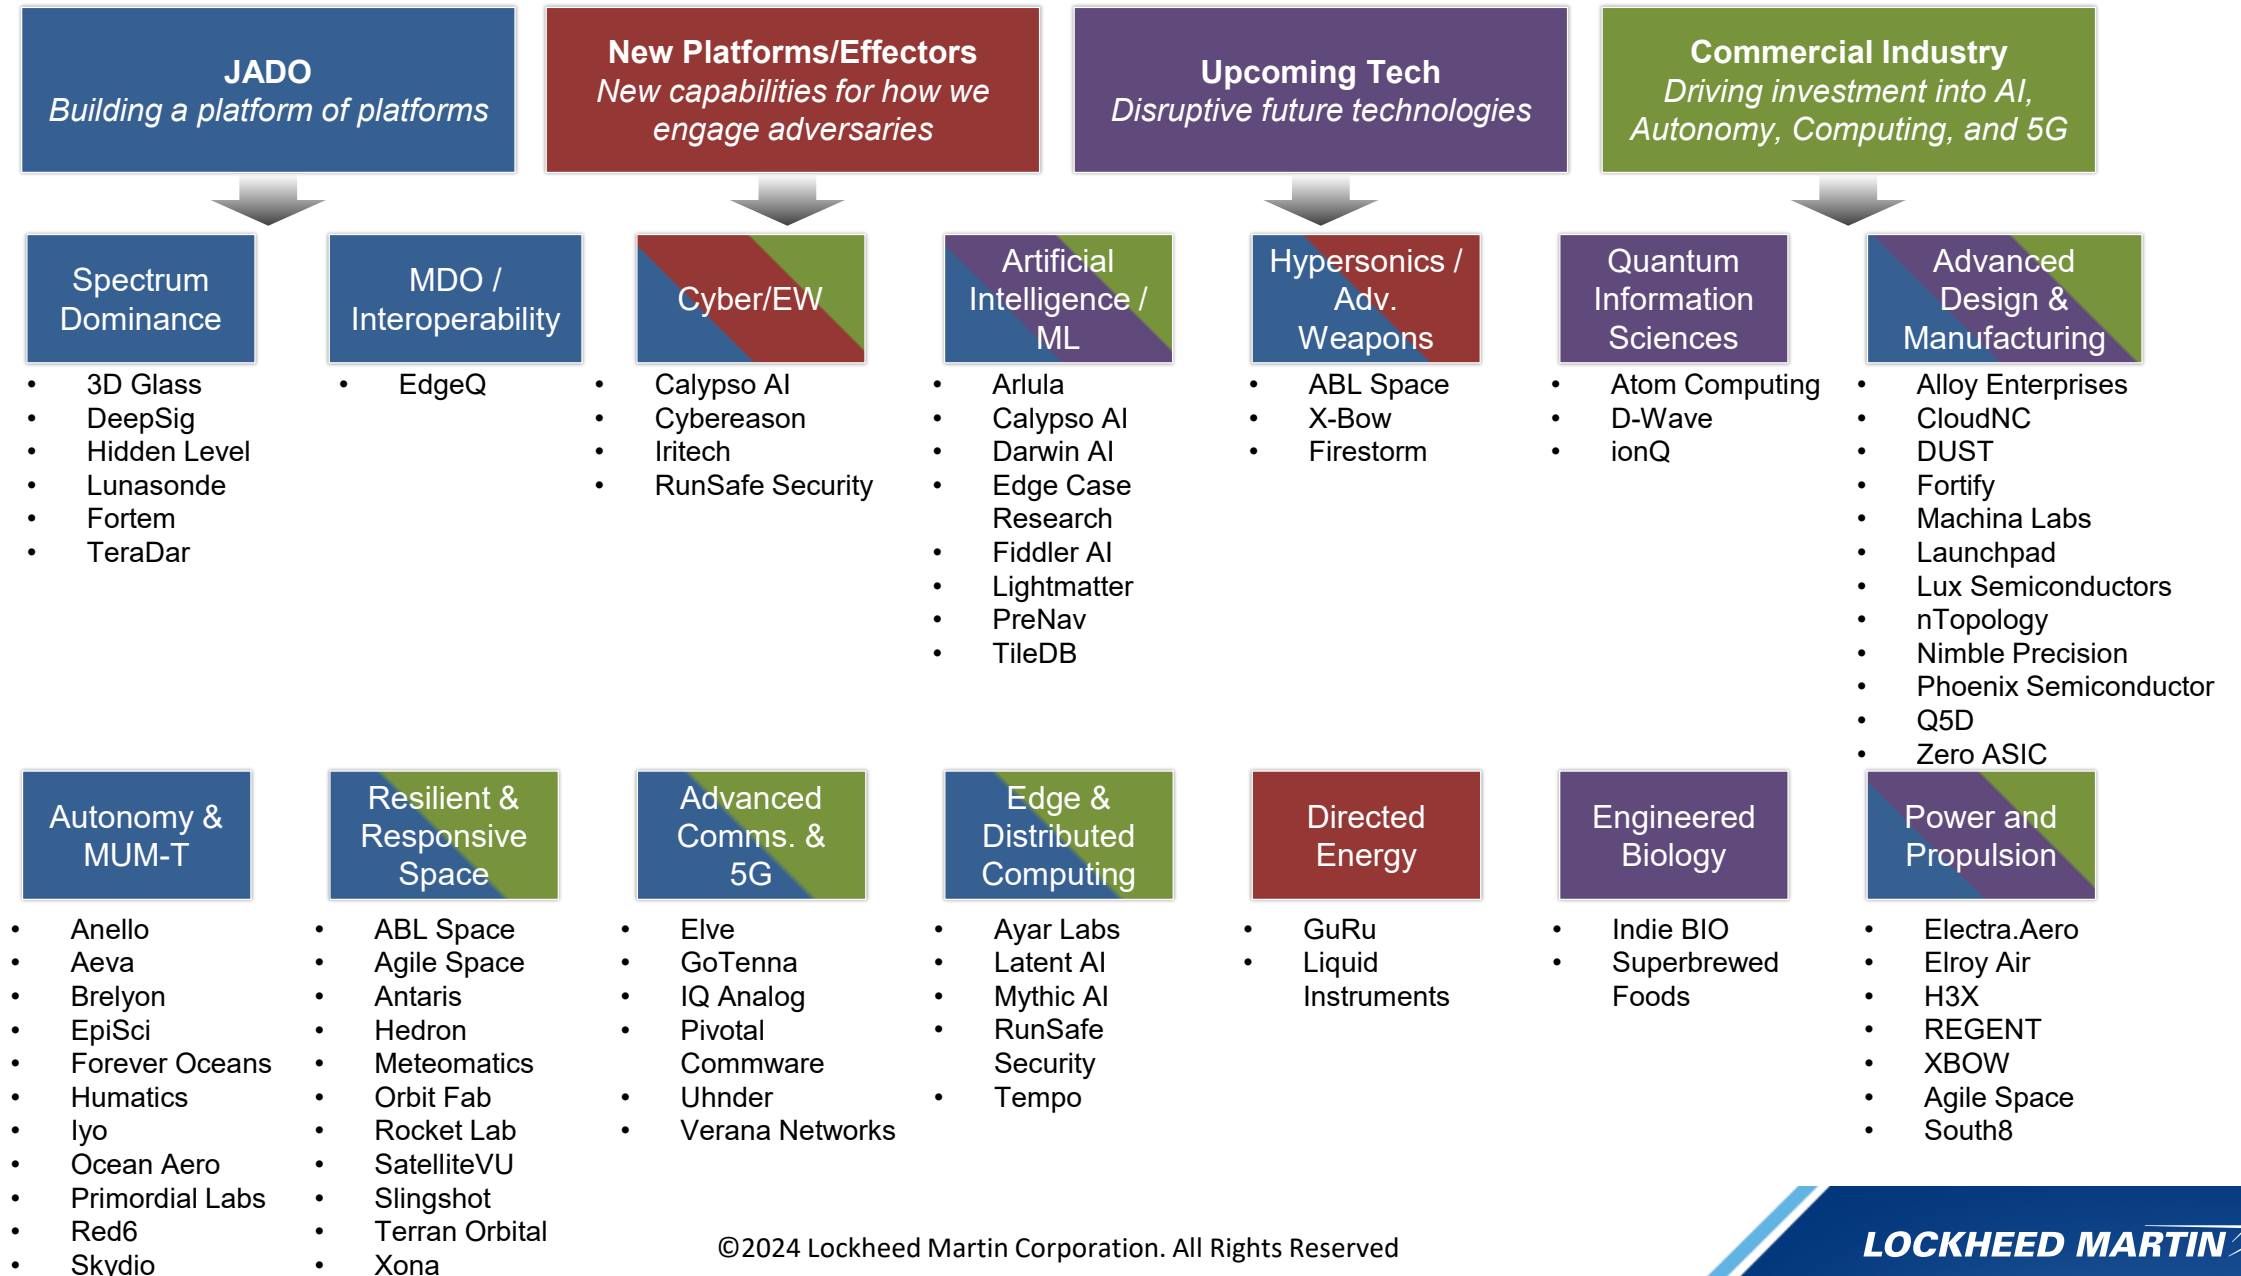 JADO
Building a platform of platforms
New Platforms/Effectors
New capabilities for how we
engage adversaries
Upcoming Tech
Disruptive future technologies
Commercial Industry
Driving investment into AI,
Autonomy, Computing, and 5G
Spectrum
Dominance
• 3D Glass
• DeepSig
• Hidden Level
• Lunasonde
• Fortem
• TeraDar
MDO /
Interoperability
• EdgeQ
Cyber/EW
• Calypso AI
• Cybereason
• Iritech
• RunSafe Security
Artificial
Intelligence /
ML
• Arlula
• Calypso AI
• Darwin AI
• Edge Case
Research
• Fiddler AI
• Lightmatter
• PreNav
• TileDB
Hypersonics /
Adv.
Weapons
• ABL Space
• X-Bow
• Firestorm
Quantum
Information
Sciences
• Atom Computing
• D-Wave
• ionQ
Advanced
Design &
Manufacturing
• Alloy Enterprises
• CloudNC
• DUST
• Fortify
• Machina Labs
• Launchpad
• Lux Semiconductors
• nTopology
• Nimble Precision
• Phoenix Semiconductor
• Q5D
• Zero ASIC
Autonomy &
MUM-T
• Anello
• Aeva
• Brelyon
• EpiSci
• Forever Oceans
• Humatics
• Iyo
• Ocean Aero
• Primordial Labs
• Red6
• Skydio
Resilient &
Responsive
Space
• ABL Space
• Agile Space
• Antaris
• Hedron
• Meteomatics
• Orbit Fab
• Rocket Lab
• SatelliteVU
• Slingshot
• Terran Orbital
• Xona
Advanced
Comms. &
5G
• Elve
• GoTenna
• IQ Analog
• Pivotal
Commware
• Uhnder
• Verana Networks
Edge &
Distributed
Computing
• Ayar Labs
• Latent AI
• Mythic AI
• RunSafe
Security
• Tempo
Directed
Energy
• GuRu
• Liquid
Instruments
Engineered
Biology
• Indie BIO
• Superbrewed
Foods
Power and
Propulsion
• Electra.Aero
• Elroy Air
• H3X
• REGENT
• XBOW
• Agile Space
• South8
©2024 Lockheed Martin Corporation. All Rights Reserved
LOCKHEED MARTIN